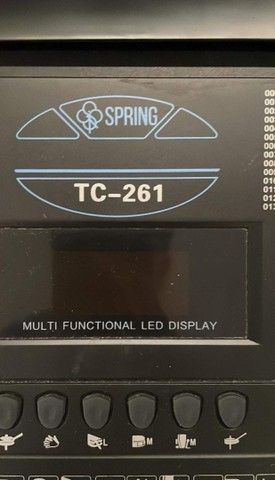 SPRING
TC-261
MULTI FUNCTIONAL LED DISPLAY
L
M
M